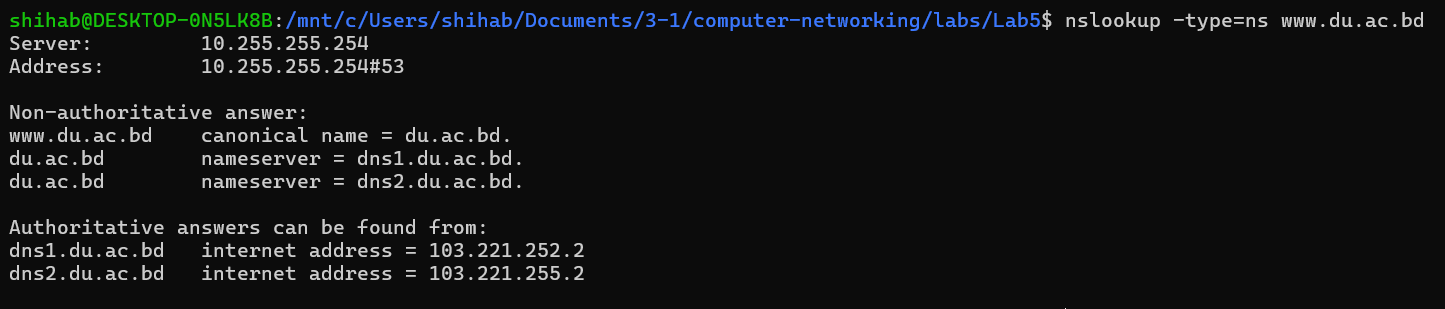 shihab@DESKTOP-0N5LK8B:/mnt/c/Users/shihab/Documents/3-1/computer-networking/labs/Lab5$ nslookup -type=ns www.du.ac.bd
Server:         10.255.255.254
Address:        10.255.255.254#53

Non-authoritative answer:
www.du.ac.bd    canonical name = du.ac.bd.
du.ac.bd        nameserver = dns1.du.ac.bd.
du.ac.bd        nameserver = dns2.du.ac.bd.

Authoritative answers can be found from:
dns1.du.ac.bd   internet address = 103.221.252.2
dns2.du.ac.bd   internet address = 103.221.255.2